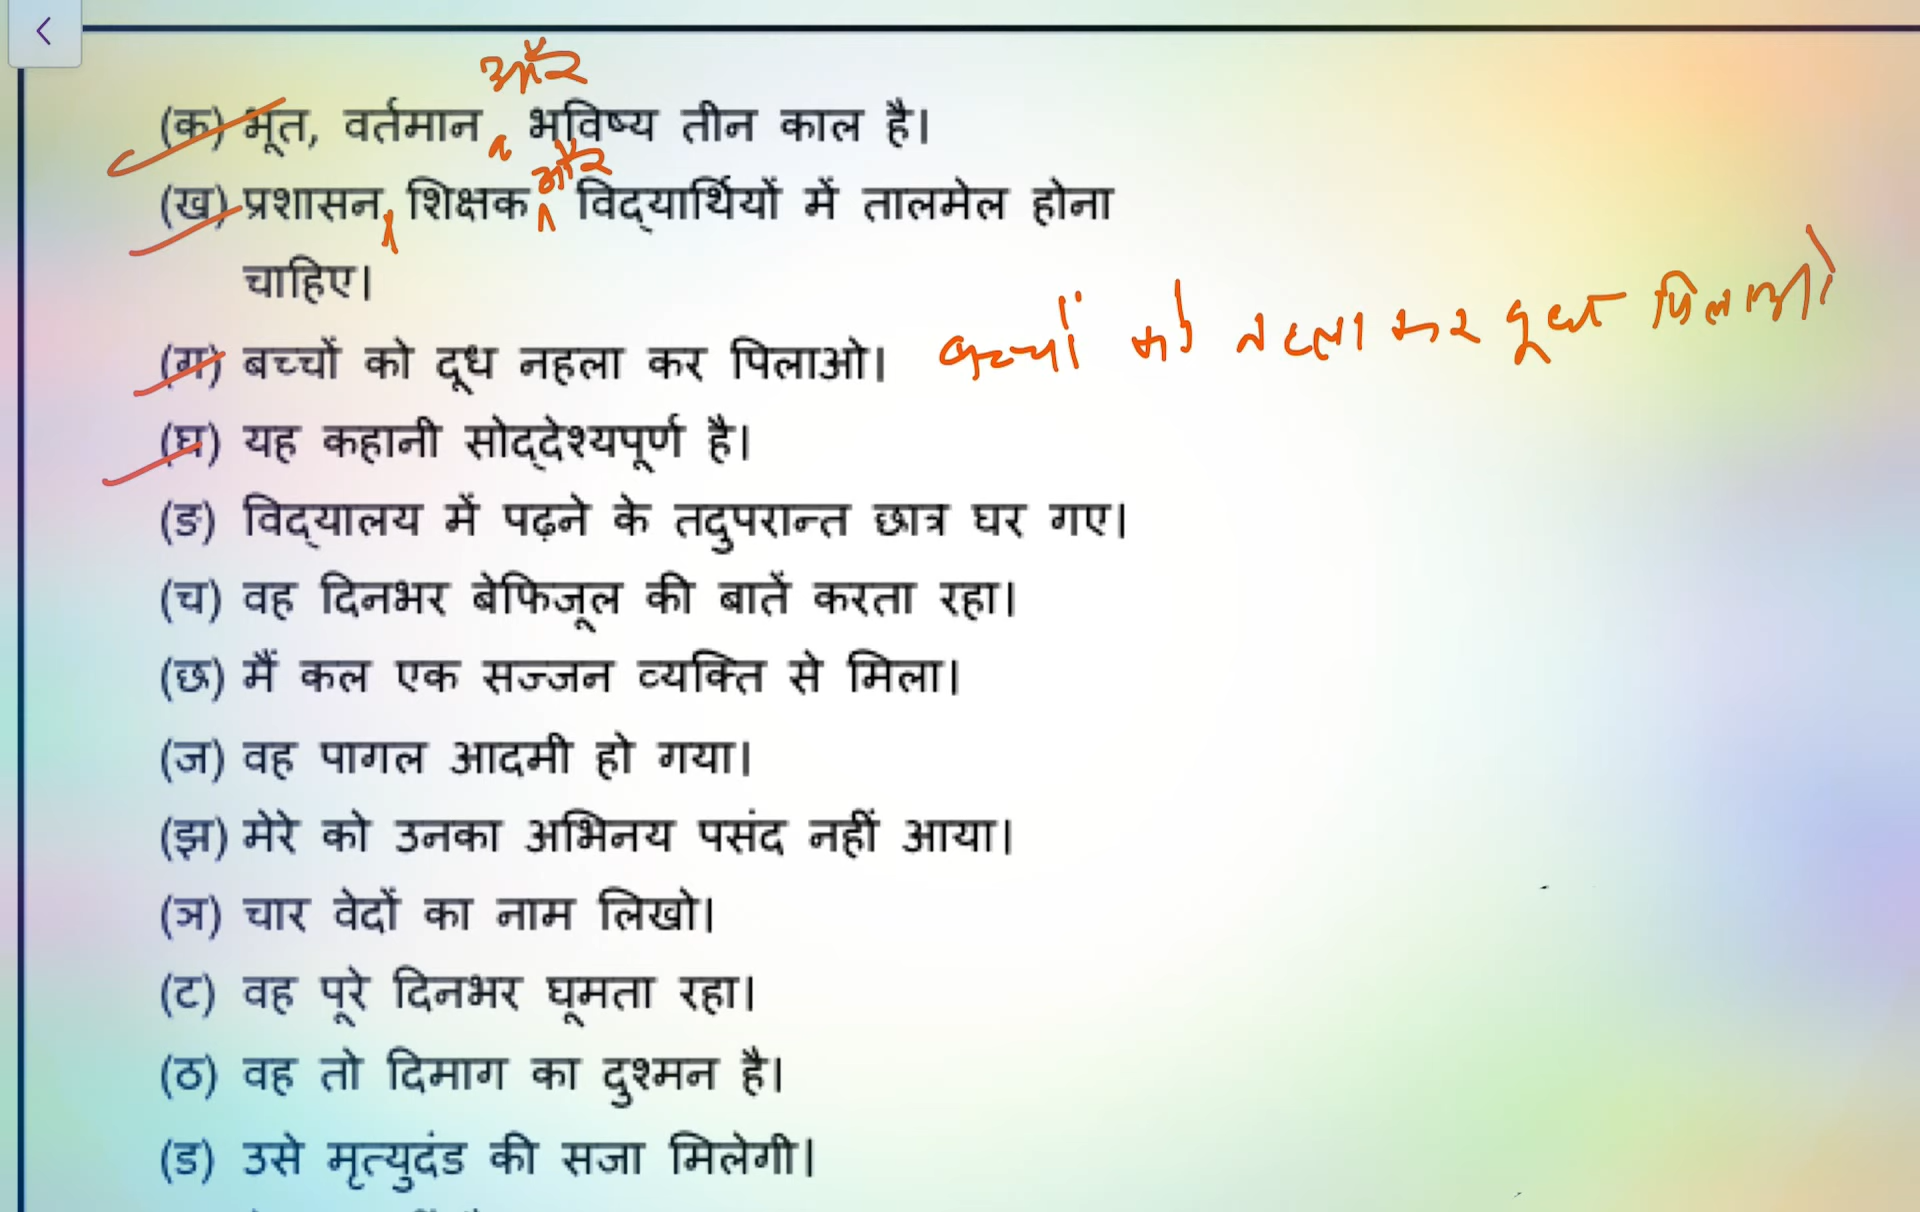 और
(क) भूत, वर्तमान भविष्य तीन काल है।
और
(ख) प्रशासन, शिक्षक विद्यार्थियों में तालमेल होना
चाहिए।
(ग) बच्चों को दूध नहला कर पिलाओ। बच्चों को नहला कर दूध पिलाओ
(घ) यह कहानी सोद्देश्यपूर्ण है।
(ङ) विद्यालय में पढ़ने के तदुपरान्त छात्र घर गए।
(च) वह दिनभर बेफिजूल की बातें करता रहा।
(छ) मैं कल एक सज्जन व्यक्ति से मिला।
(ज) वह पागल आदमी हो गया।
(झ) मेरे को उनका अभिनय पसंद नहीं आया।
(ञ) चार वेदों का नाम लिखो।
(ट) वह पूरे दिनभर घूमता रहा।
(ठ) वह तो दिमाग का दुश्मन है।
(ड) उसे मृत्युदंड की सजा मिलेगी।